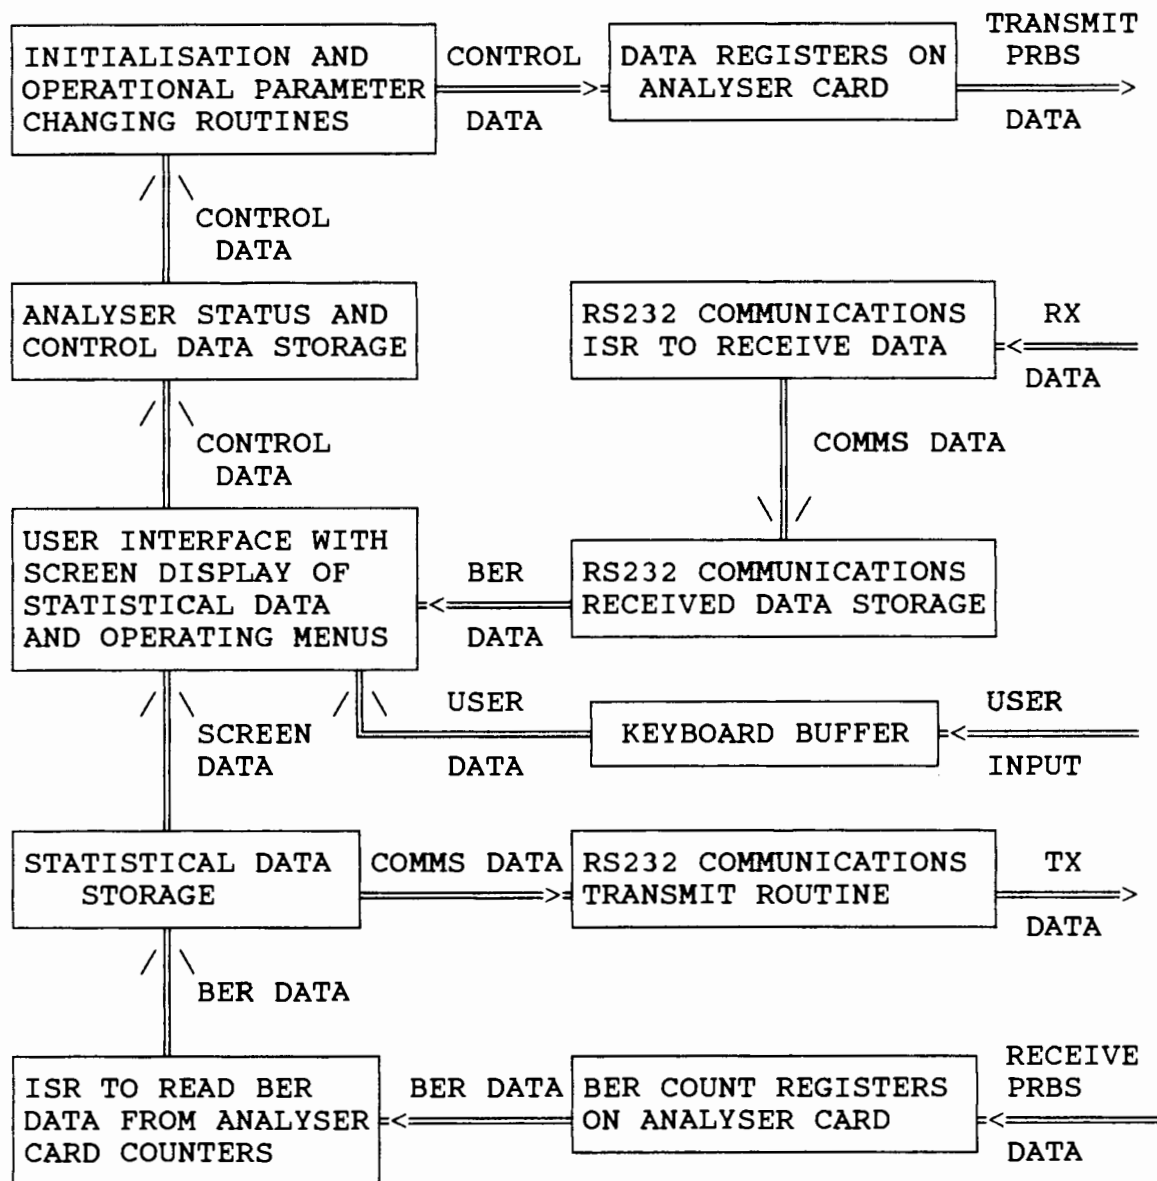 INITIALISATION AND
OPERATIONAL PARAMETER
CHANGING ROUTINES
CONTROL
DATA
DATA REGISTERS ON
ANALYSER CARD
TRANSMIT
PRBS
DATA
CONTROL
DATA
ANALYSER STATUS AND
CONTROL DATA STORAGE
RS232 COMMUNICATIONS
ISR TO RECEIVE DATA
RX
DATA
CONTROL
DATA
COMMS DATA
USER INTERFACE WITH
SCREEN DISPLAY OF
STATISTICAL DATA
AND OPERATING MENUS
BER
DATA
RS232 COMMUNICATIONS
RECEIVED DATA STORAGE
SCREEN
DATA
USER
DATA
KEYBOARD BUFFER
USER
INPUT
STATISTICAL DATA
STORAGE
COMMS DATA
RS232 COMMUNICATIONS
TRANSMIT ROUTINE
TX
DATA
BER DATA
ISR TO READ BER
DATA FROM ANALYSER
CARD COUNTERS
BER DATA
BER COUNT REGISTERS
ON ANALYSER CARD
RECEIVE
PRBS
DATA